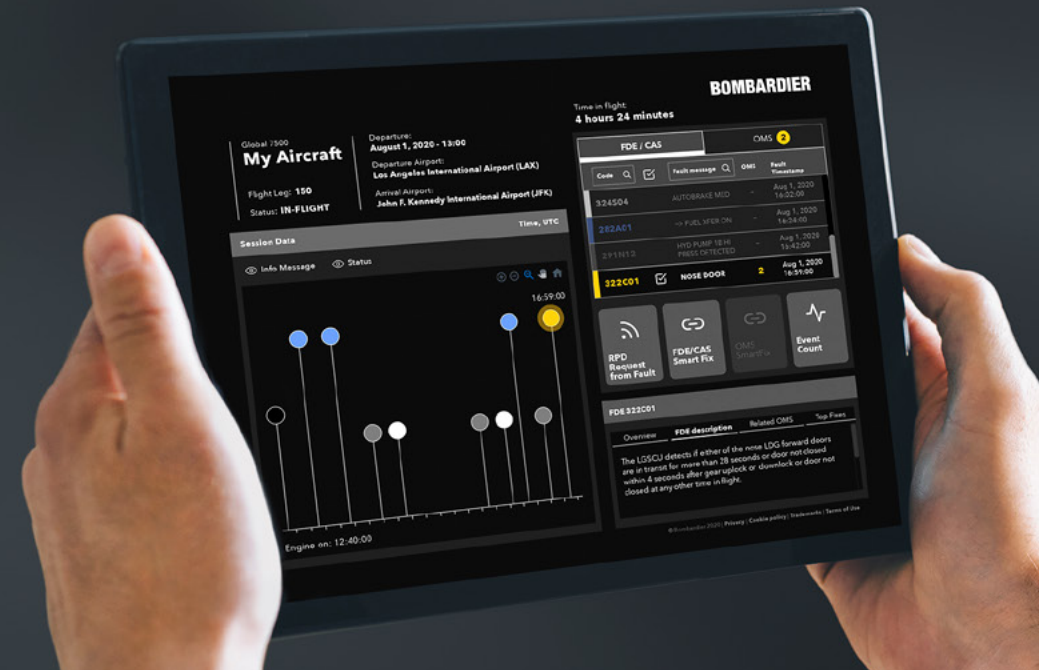 BOMBARDIER
Global 7500
My Aircraft
Flight Leg: 150
Status: IN-FLIGHT
Departure:
August 1, 2020 - 13:00
Departure Airport:
Los Angeles International Airport (LAX)
Arrival Airport:
John F. Kennedy International Airport (JFK)
Time in flight:
4 hours 24 minutes
Session Data
Time, UTC
Info Message
Status
16:59:00
Engine on: 12:40:00
FDE / CAS
OMS 2
Code
Fault message
OMS
Fault
Timestamp
324S04 AUTOBRAKE MED - Aug 1, 2020
16:02:00
282A01 -> FUEL XFER ON - Aug 1, 2020
HYD PUMP 1B HI
PRESS DETECTED
- Aug 1, 2020
16:42:00
322C01 NOSE DOOR 2 Aug 1, 2020
16:59:00
RPD
Request
from Fault
FDE/CAS
Smart Fix
OMS
SmartFix
Event
Count
FDE 322C01
Overview
FDE description
Related OMS
Top Fixes
The LGSCU detects if either of the nose LDG forward doors
are in transit for more than 28 seconds or door not closed
within 4 seconds after gear uplock or downlock or door not
closed at any other time in flight.
©Bombardier 2020 | Privacy | Cookie policy | Trademarks | Terms of Use